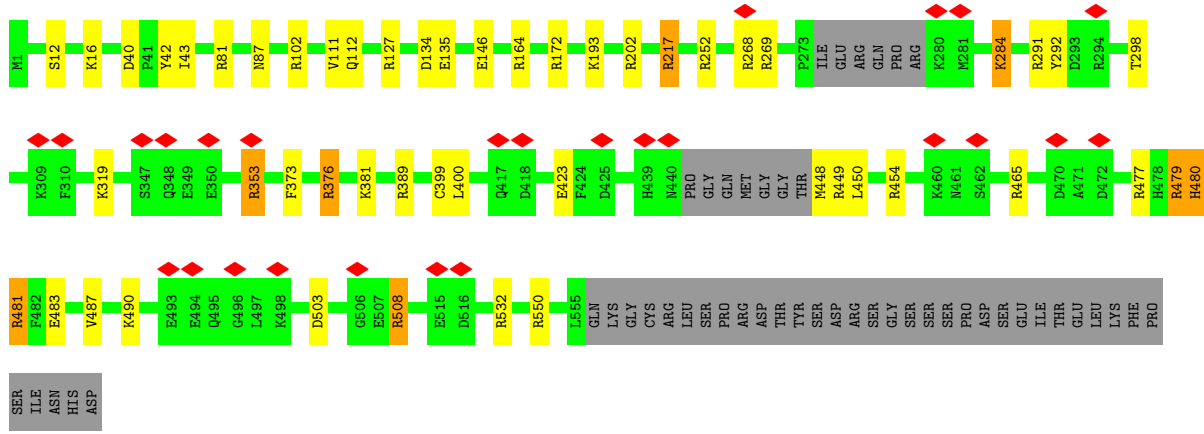 M1 S12 K16 D40 P41 Y42 I43 R81 N87 R102 V111 Q112 R127 D134 E135 E146 R164 R172 K193 R202 R217 R252 R268 R269 P273 ILE GLU ARG GLN PRO ARG K280 M281 K284 R291 Y292 D293 R294 T298
K309 F310 K319 S347 Q348 E349 E350 R353 F373 R376 K381 R389 C399 L400 Q417 D418 E423 F424 D425 H439 N440 PRO GLY GLN MET GLY GLY THR M448 R449 L450 R454 K460 N461 S462 R465 D470 A471 D472 R477 H478 R479 H480
R481 F482 E483 V487 K490 E493 E494 Q495 G496 L497 K498 D503 G506 E507 R508 E515 D516 R532 R550 L555 GLN LYS GLY CYS ARG LEU SER PRO ARG ASP THR TYR SER ASP ARG SER GLY SER SER SER PRO ASP SER GLU ILE THR GLU LEU LYS PHE PRO
SER ILE ASN HIS ASP